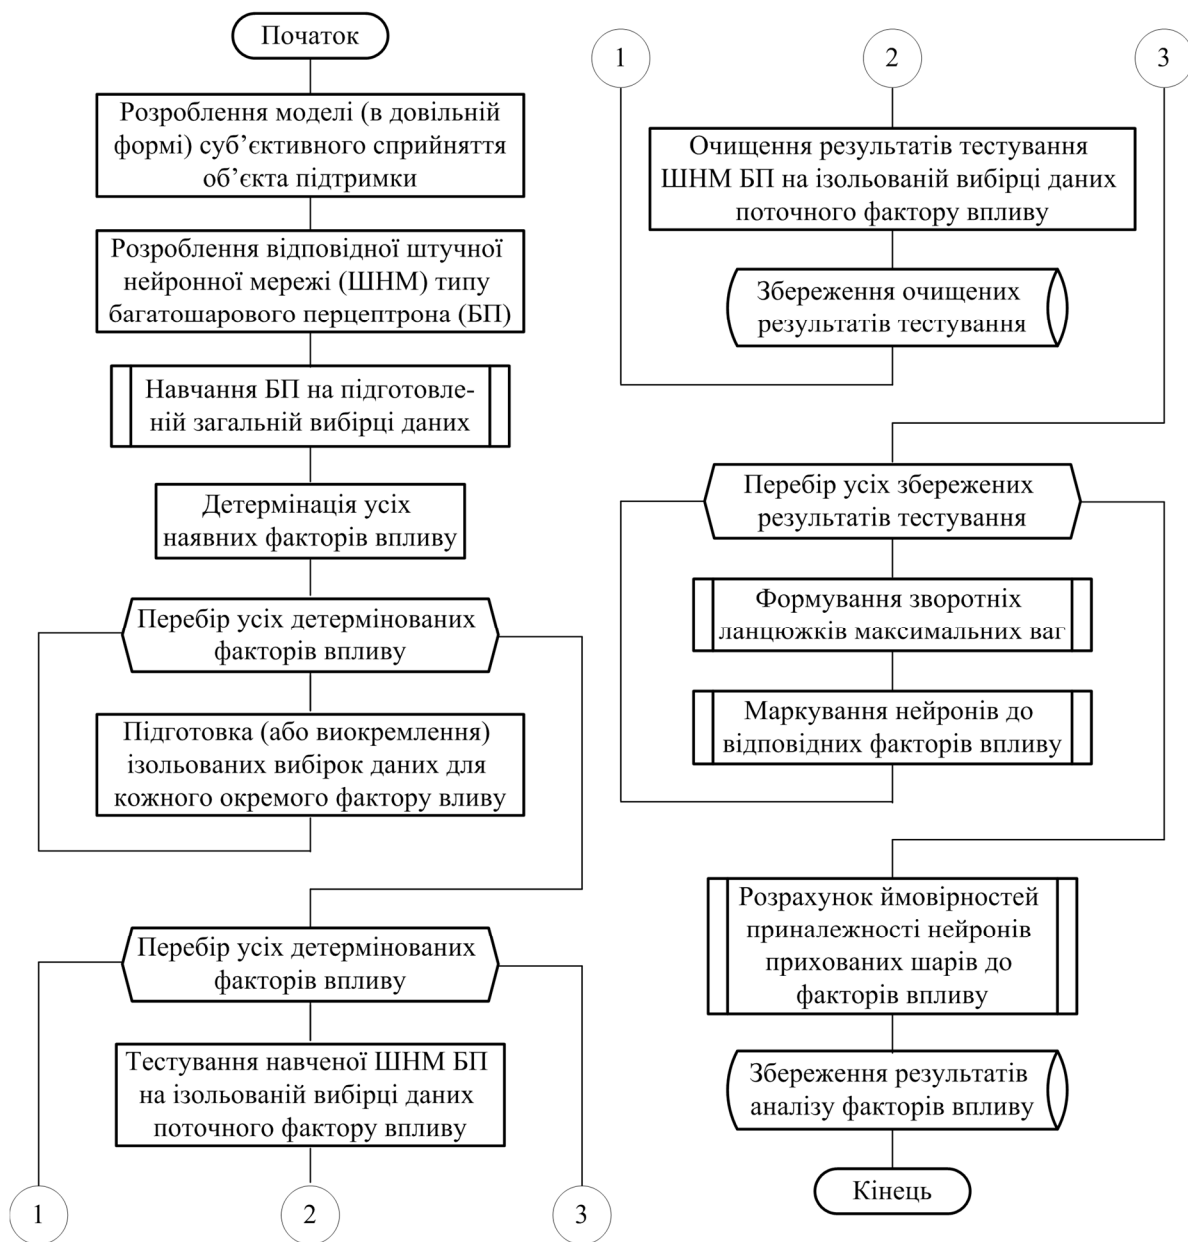 Початок
Розроблення моделі (в довільній
формі) суб’єктивного сприйняття
об’єкта підтримки
Розроблення відповідної штучної
нейронної мережі (ШНМ) типу
багатошарового перцептрона (БП)
Навчання БП на підготовле-
ній загальній вибірці даних
Детермінація усіх
наявних факторів впливу
Перебір усіх детермінованих
факторів впливу
Підготовка (або виокремлення)
ізольованих вибірок даних для
кожного окремого фактору вливу
Перебір усіх детермінованих
факторів впливу
Тестування навченої ШНМ БП
на ізольованій вибірці даних
поточного фактору впливу
1
2
3
1
2
3
Очищення результатів тестування
ШНМ БП на ізольованій вибірці даних
поточного фактору впливу
Збереження очищених
результатів тестування
Перебір усіх збережених
результатів тестування
Формування зворотніх
ланцюжків максимальних ваг
Маркування нейронів до
відповідних факторів впливу
Розрахунок ймовірностей
приналежності нейронів
прихованих шарів до
факторів впливу
Збереження результатів
аналізу факторів впливу
Кінець